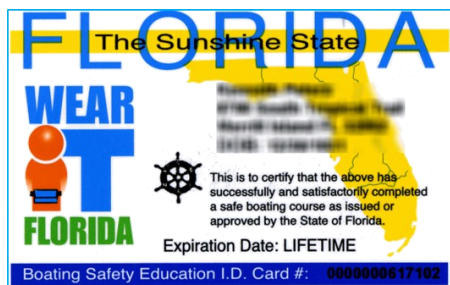 FLORIDA
The Sunshine State
WEAR
iT
FLORIDA
This is to certify that the above has
successfully and satisfactorily completed
a safe boating course as issued or
approved by the State of Florida.
Expiration Date: LIFETIME
Boating Safety Education I.D. Card #: 0000000617102